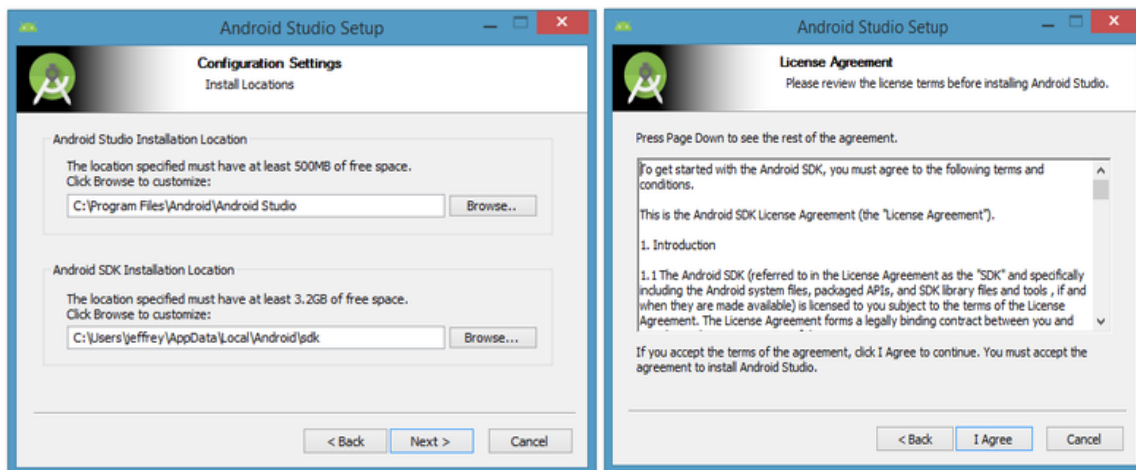 Android Studio Setup
Configuration Settings
Install Locations
Android Studio Installation Location
The location specified must have at least 500MB of free space.
Click Browse to customize:
C:\Program Files\Android\Android Studio
Browse..
Android SDK Installation Location
The location specified must have at least 3.2GB of free space.
Click Browse to customize:
C:\Users\jeffrey\AppData\Local\Android\sdk
Browse...
< Back
Next >
Cancel
Android Studio Setup
License Agreement
Please review the license terms before installing Android Studio.
Press Page Down to see the rest of the agreement.
To get started with the Android SDK, you must agree to the following terms and
conditions.
This is the Android SDK License Agreement (the "License Agreement").
1. Introduction
1.1 The Android SDK (referred to in the License Agreement as the "SDK" and specifically
including the Android system files, packaged APIs, and SDK library files and tools , if and
when they are made available) is licensed to you subject to the terms of the License
Agreement. The License Agreement forms a legally binding contract between you and
If you accept the terms of the agreement, click I Agree to continue. You must accept the
agreement to install Android Studio.
< Back
I Agree
Cancel